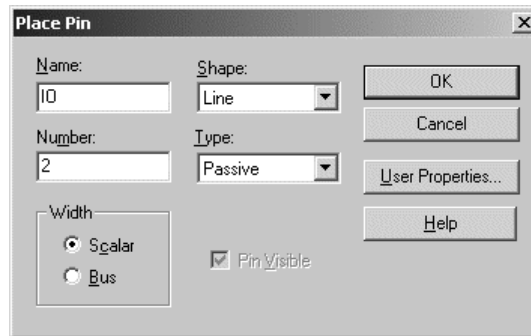 Place Pin
Name:
IO
Shape:
Line
OK
Cancel
Number:
2
Type:
Passive
User Properties...
Width
Scalar
Bus
Pin Visible
Help